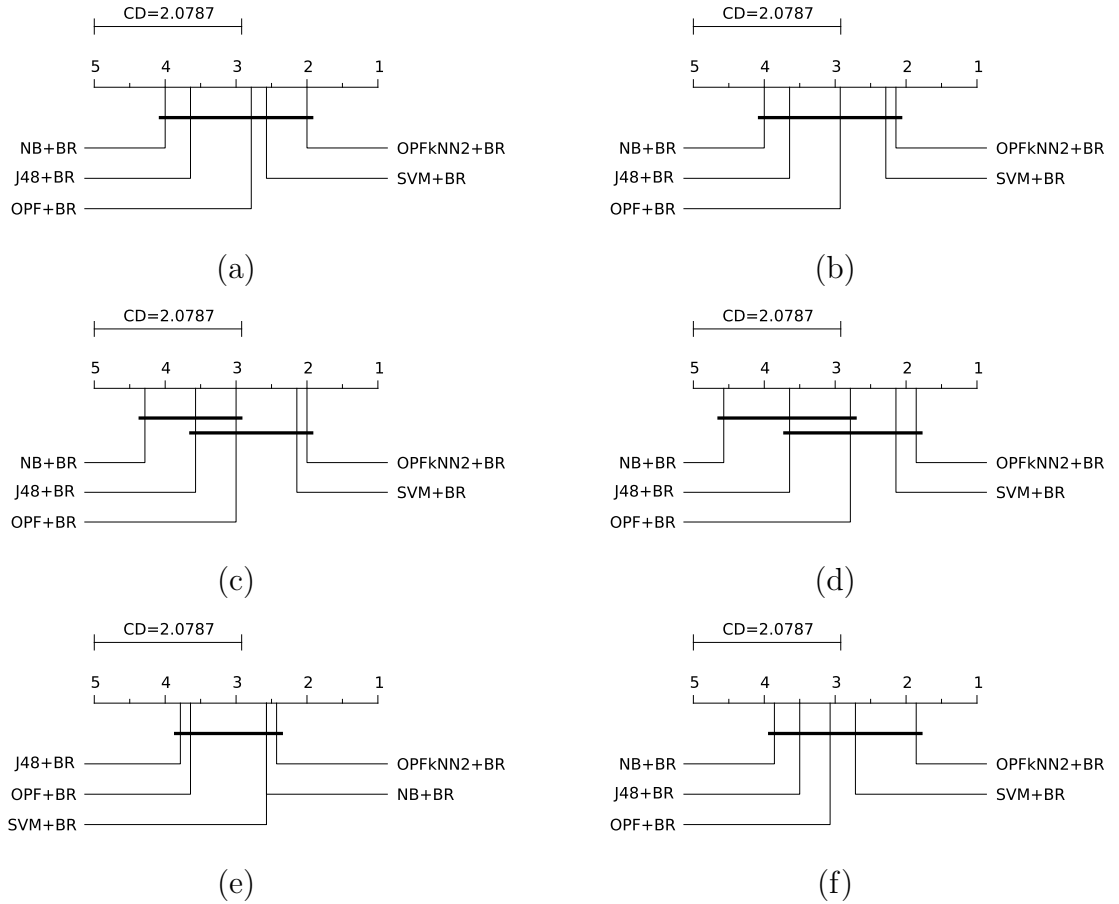 CD=2.0787
5 4 3 2 1
NB+BR OPFkNN2+BR
J48+BR SVM+BR
OPF+BR
(a)
CD=2.0787
5 4 3 2 1
NB+BR OPFkNN2+BR
J48+BR SVM+BR
OPF+BR
(b)
CD=2.0787
5 4 3 2 1
NB+BR OPFkNN2+BR
J48+BR SVM+BR
OPF+BR
(c)
CD=2.0787
5 4 3 2 1
NB+BR OPFkNN2+BR
J48+BR SVM+BR
OPF+BR
(d)
CD=2.0787
5 4 3 2 1
J48+BR OPFkNN2+BR
OPF+BR NB+BR
SVM+BR
(e)
CD=2.0787
5 4 3 2 1
NB+BR OPFkNN2+BR
J48+BR SVM+BR
OPF+BR
(f)